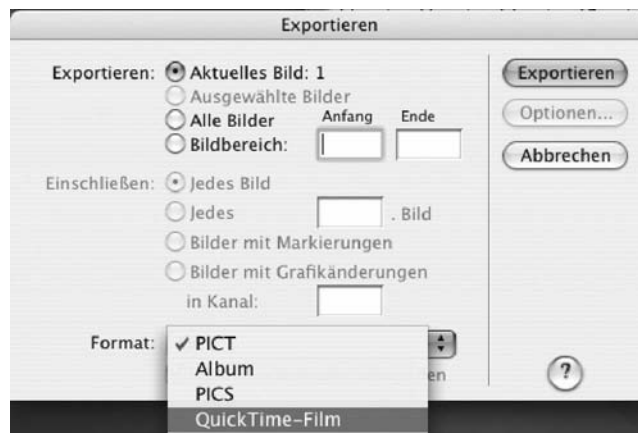 Exportieren
Exportieren: Aktuelles Bild: 1
Ausgewählte Bilder
Alle Bilder Anfang Ende
Bildbereich:
Exportieren
Optionen...
Abbrechen
Einschließen: Jedes Bild
Jedes . Bild
Bilder mit Markierungen
Bilder mit Grafikänderungen
in Kanal:
Format: ✓ PICT
Album
PICS
QuickTime-Film
en
?